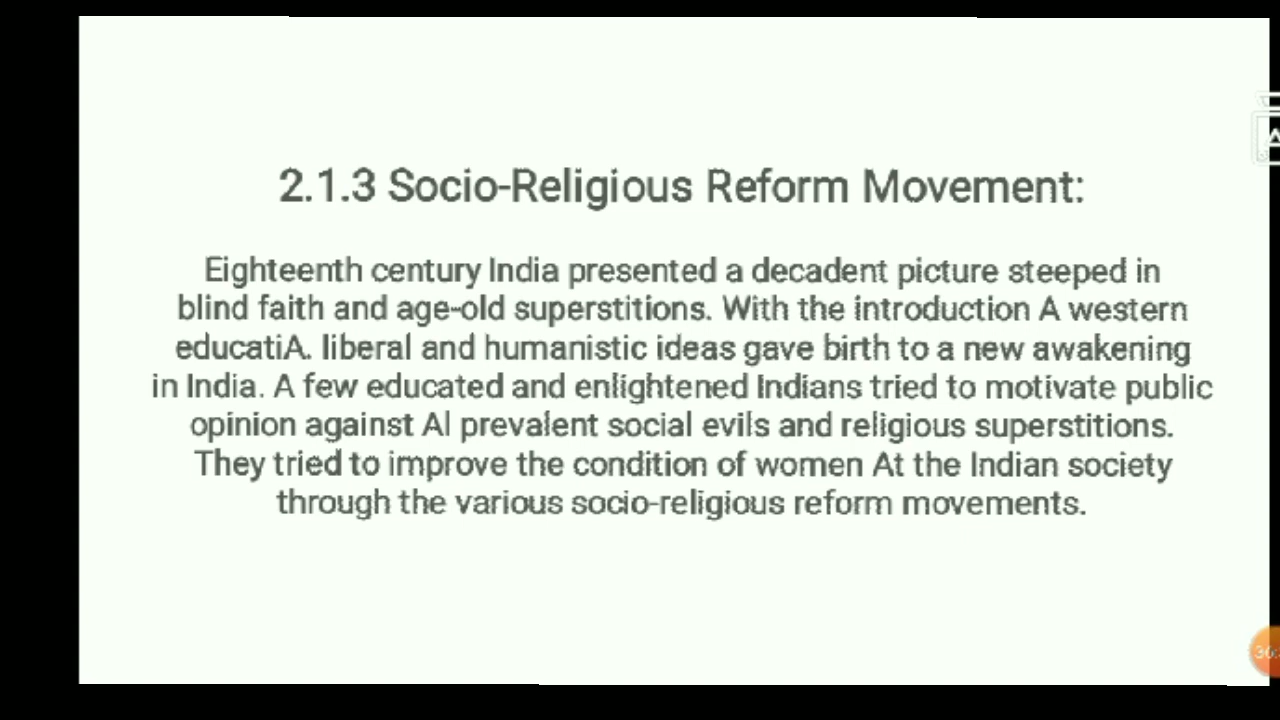 2.1.3 Socio-Religious Reform Movement:
Eighteenth century India presented a decadent picture steeped in
blind faith and age-old superstitions. With the introduction A western
educatiA. liberal and humanistic ideas gave birth to a new awakening
in India. A few educated and enlightened Indians tried to motivate public
opinion against Al prevalent social evils and religious superstitions.
They tried to improve the condition of women At the Indian society
through the various socio-religious reform movements.